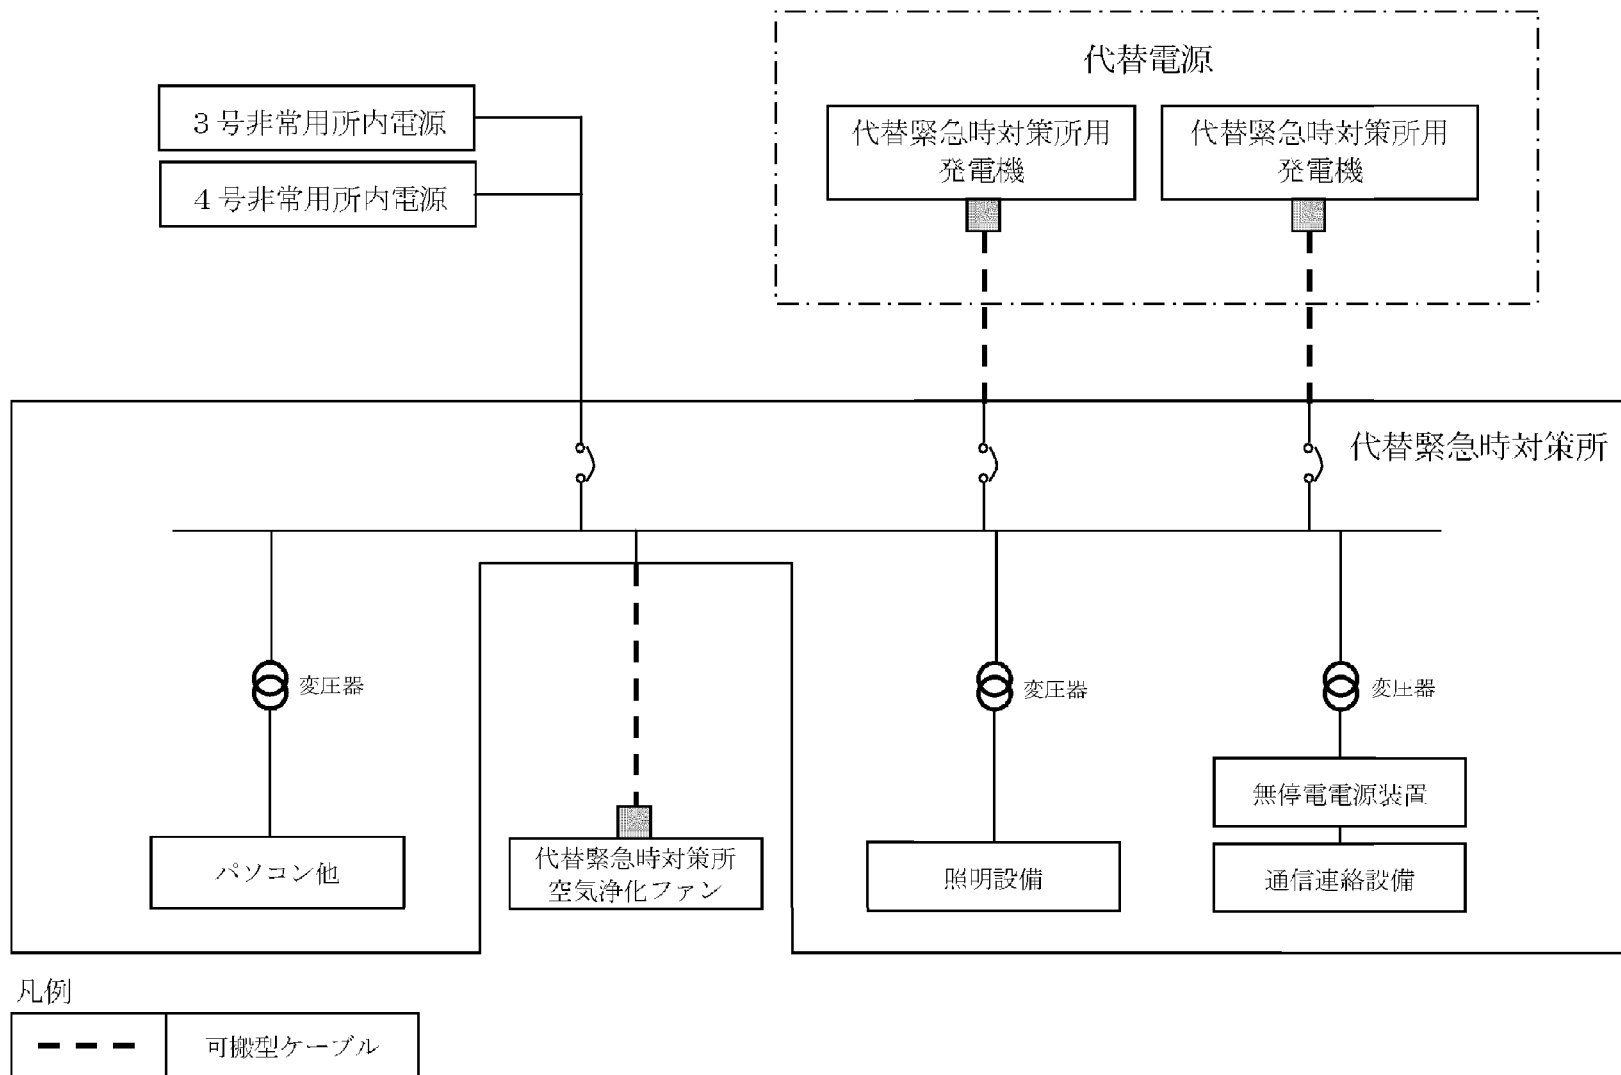 代替電源
3号非常用所内電源
4号非常用所内電源
代替緊急時対策所用
発電機
代替緊急時対策所用
発電機
代替緊急時対策所
変圧器
変圧器
変圧器
パソコン他
代替緊急時対策所
空気浄化ファン
照明設備
無停電電源装置
通信連絡設備
凡例
可搬型ケーブル